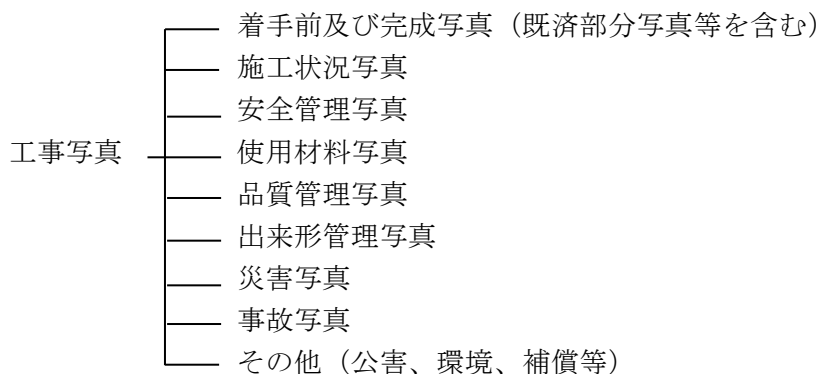 着手前及び完成写真（既済部分写真等を含む）
施工状況写真
安全管理写真
工事写真
使用材料写真
品質管理写真
出来形管理写真
災害写真
事故写真
その他（公害、環境、補償等）